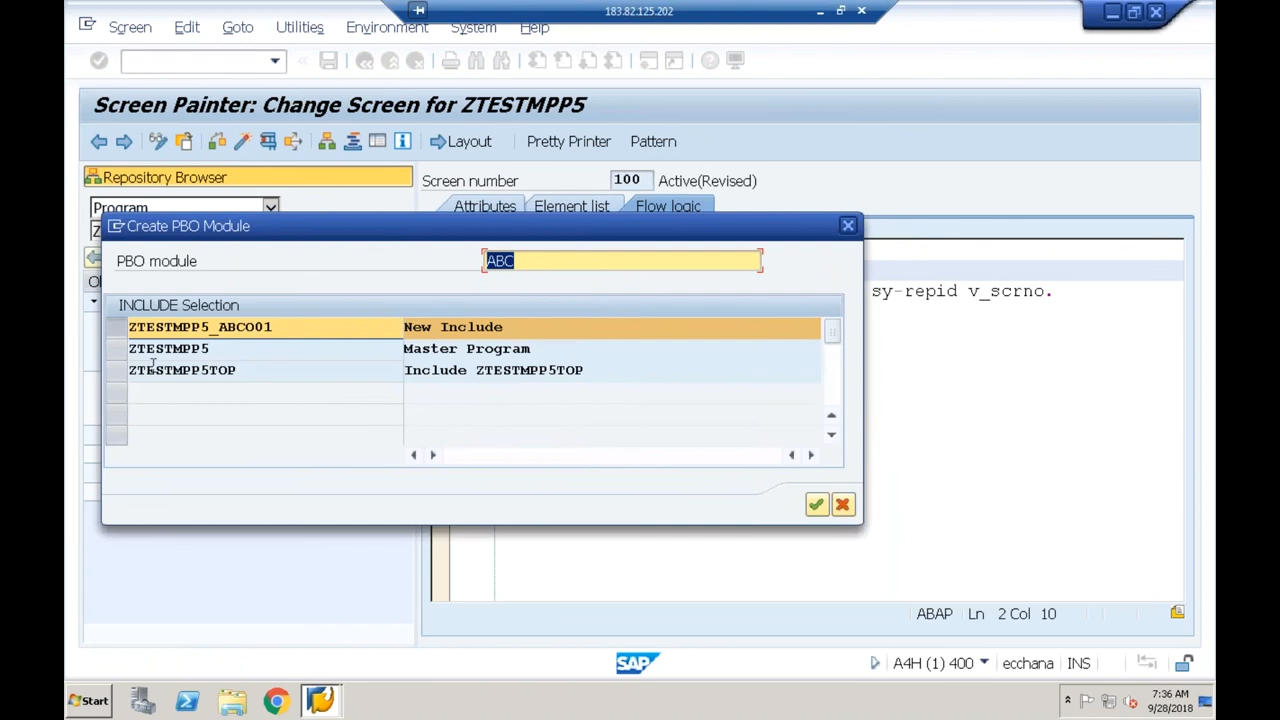 183.82.125.202
Screen Edit Goto Utilities Environment System Help
Screen Painter: Change Screen for ZTESTMPP5
Layout Pretty Printer Pattern
Repository Browser
Screen number 100 Active(Revised)
Program
Attributes Element list Flow logic
Create PBO Module
PBO module ABC
sy-repid v_scrno.
INCLUDE Selection
ZTESTMPP5_ABCO01 New Include
ZTESTMPP5 Master Program
ZTESTMPP5TOP Include ZTESTMPP5TOP
ABAP Ln 2 Col 10
SAP
A4H (1) 400 ecchana INS
Start
7:36 AM
9/28/2018